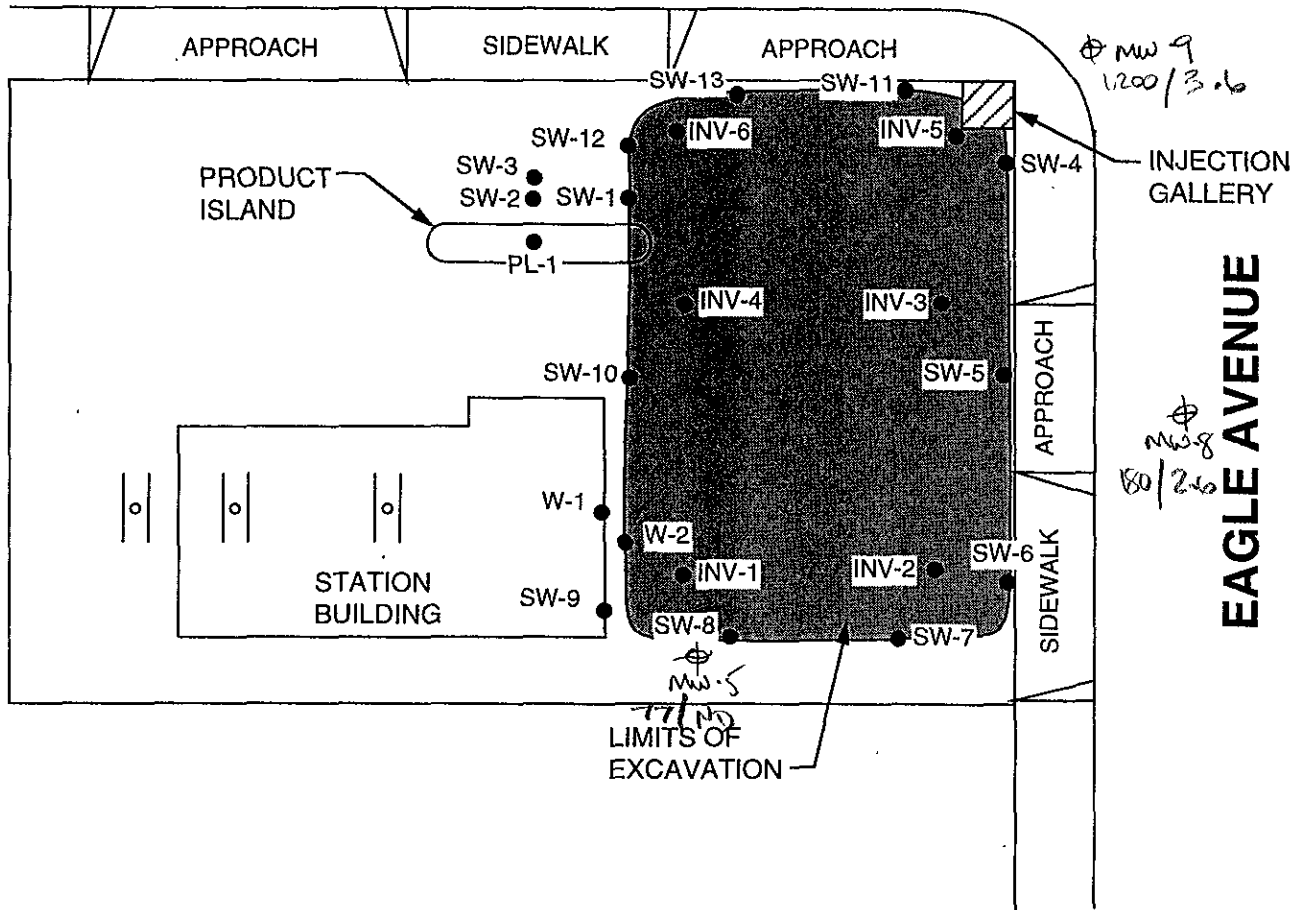 APPROACH
SIDEWALK
APPROACH
MW-9
1200/3.6
SW-13
SW-11
INV-6
INV-5
SW-12
SW-4
INJECTION
GALLERY
SW-3
PRODUCT
ISLAND
SW-2
SW-1
PL-1
INV-4
INV-3
EAGLE AVENUE
APPROACH
SW-10
SW-5
MW-8
180/2.6
W-1
W-2
SW-6
INV-1
INV-2
STATION
BUILDING
SW-9
SIDEWALK
SW-8
SW-7
MW-5
77/ND
LIMITS OF
EXCAVATION